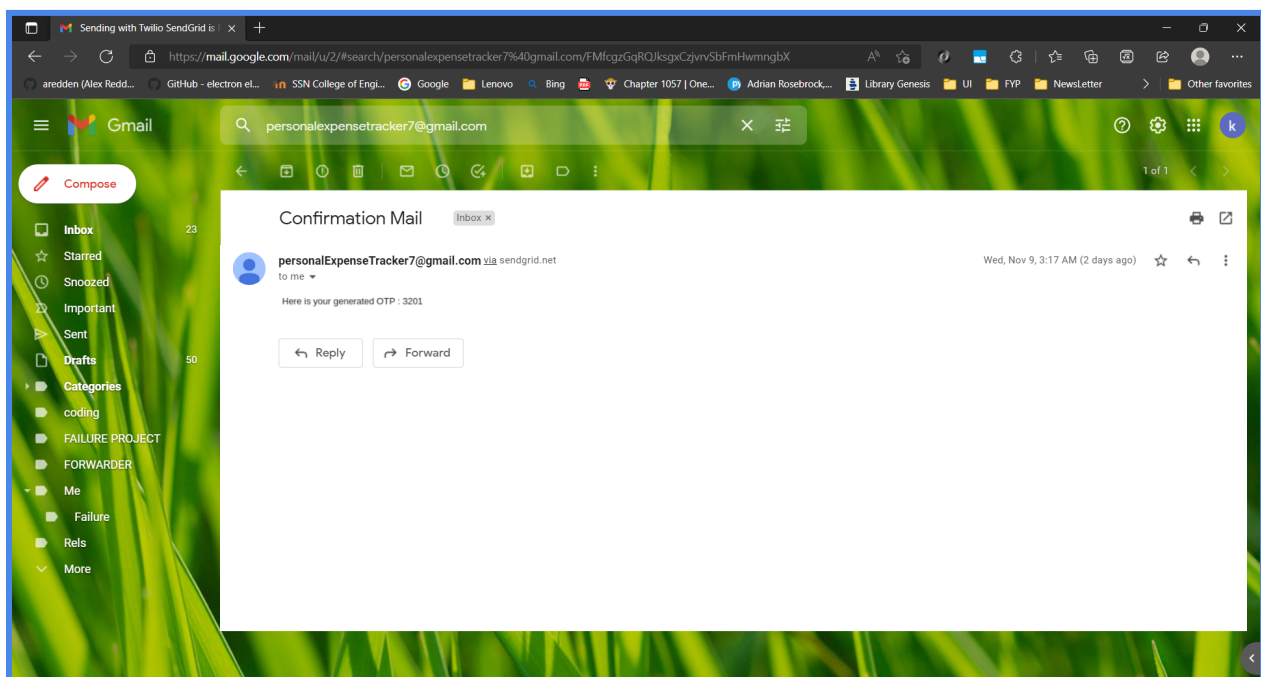 Sending with Twilio SendGrid is
https://mail.google.com/mail/u/2/#search/personalexpensetracker7%40gmail.com/FMfcgzGqRQJksgxCzjvrvSbFmHwmngbX
aredden (Alex Redd... GitHub - electron el... SSN College of Engi... Google Lenovo Bing Chapter 1057 | One... Adrian Rosebrock,... Library Genesis UI FYP NewsLetter Other favorites
Gmail personalexpensetracker7@gmail.com k
Compose 1 of 1
Confirmation Mail Inbox ×
Inbox 23
Starred personalExpenseTracker7@gmail.com via sendgrid.net Wed, Nov 9, 3:17 AM (2 days ago)
to me
Snoozed
Here is your generated OTP : 3201
Important
Sent
Reply Forward
Drafts 50
Categories
coding
FAILURE PROJECT
FORWARDER
Me
Failure
Rels
More